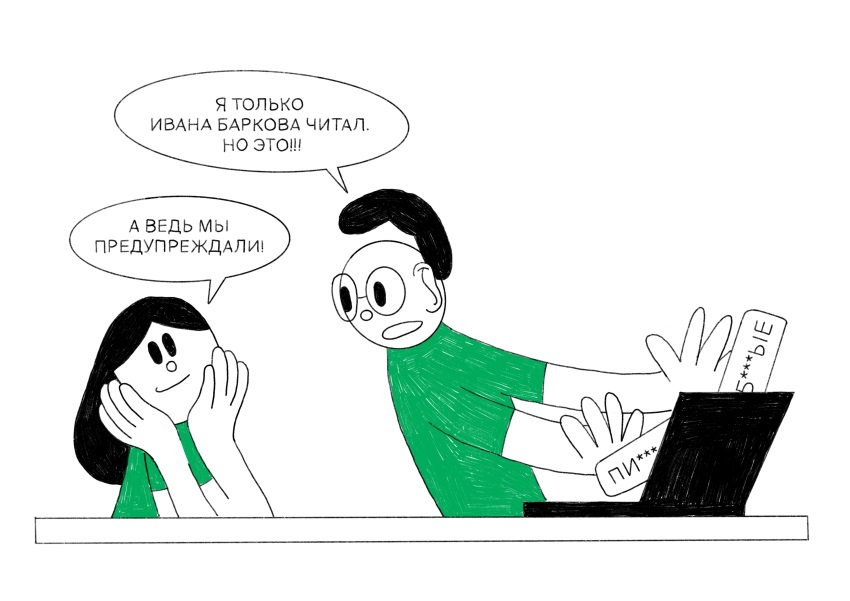 Я ТОЛЬКО
ИВАНА БАРКОВА ЧИТАЛ.
НО ЭТО!!!
А ВЕДЬ МЫ
ПРЕДУПРЕЖДАЛИ!
Б***ЫЕ
ПИ***